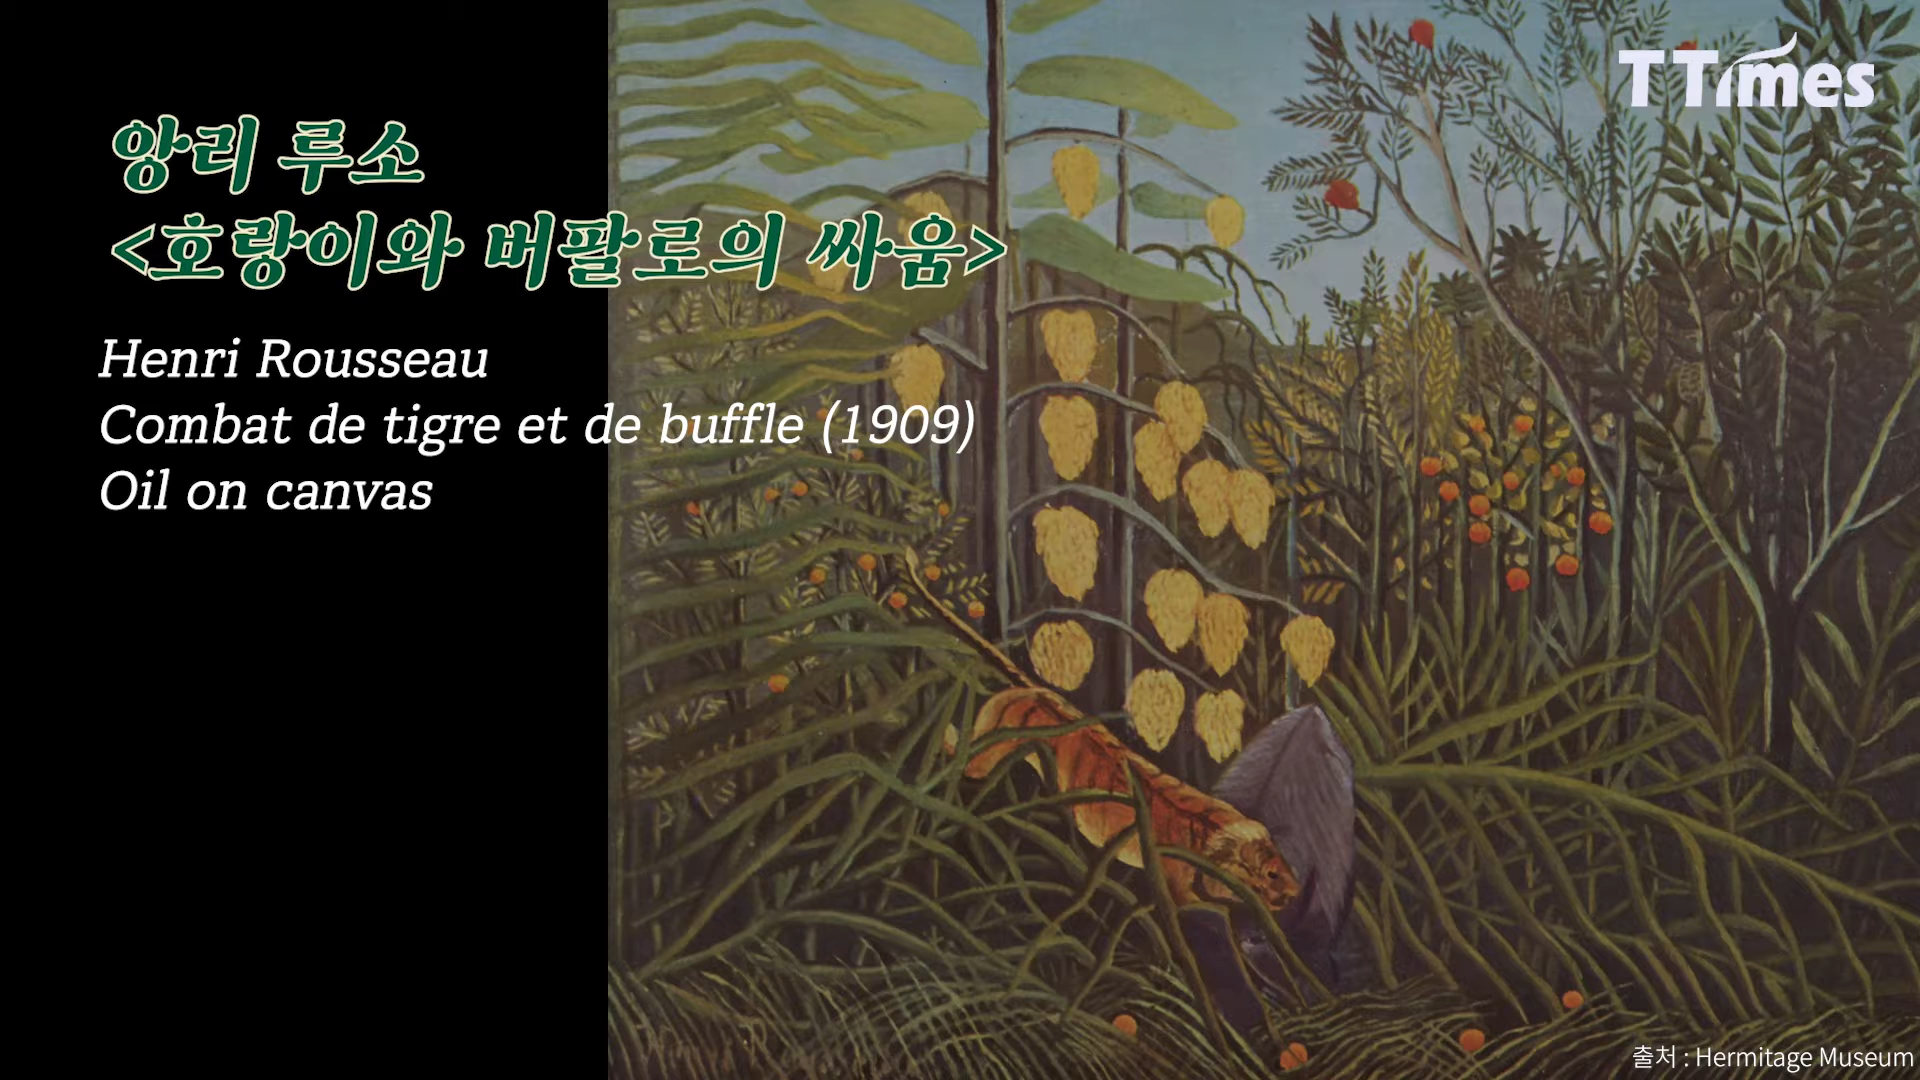 앙리 루소
<호랑이와 버팔로의 싸움>
Henri Rousseau
Combat de tigre et de buffle (1909)
Oil on canvas
TTimes
출처 : Hermitage Museum